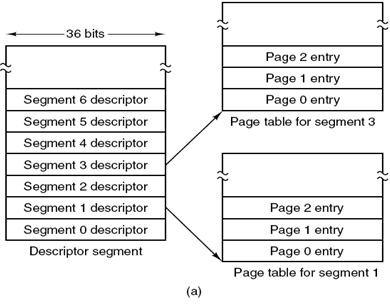 36 bits
Segment 6 descriptor
Segment 5 descriptor
Segment 4 descriptor
Segment 3 descriptor
Segment 2 descriptor
Segment 1 descriptor
Segment 0 descriptor
Descriptor segment
Page 2 entry
Page 1 entry
Page 0 entry
Page table for segment 3
Page 2 entry
Page 1 entry
Page 0 entry
Page table for segment 1
(a)